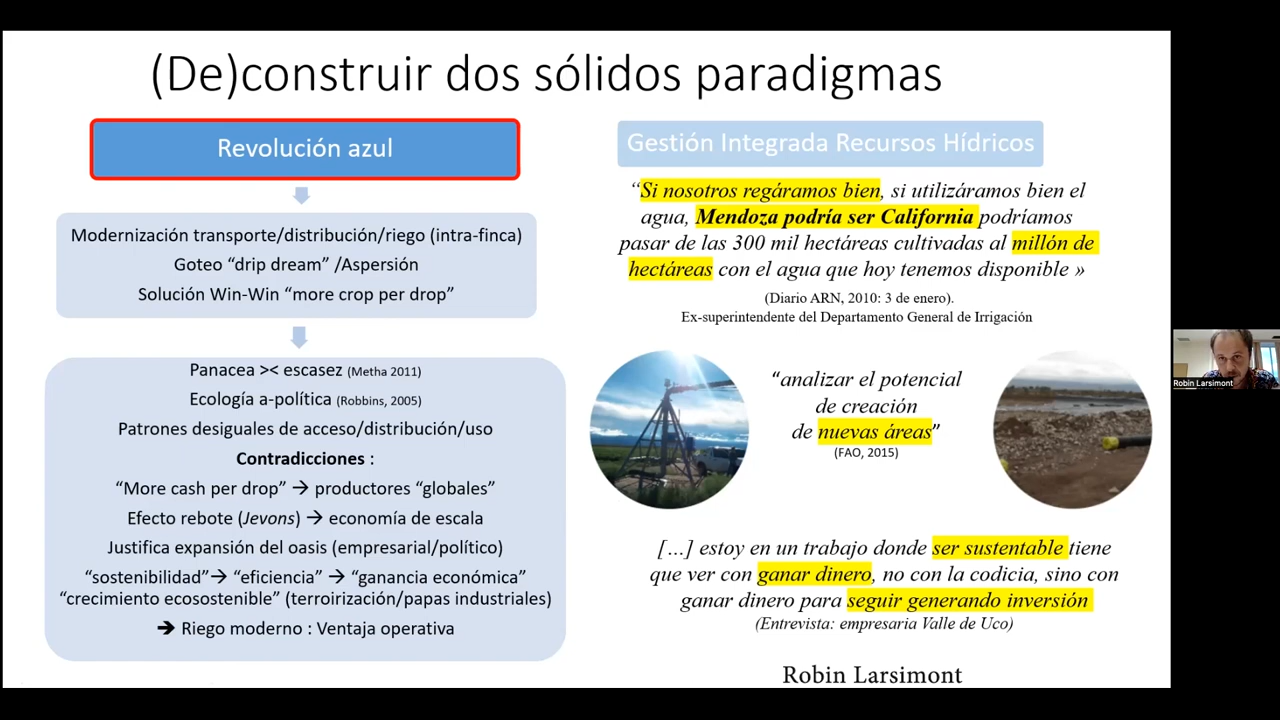 (De)construir dos sólidos paradigmas
Revolución azul
Modernización transporte/distribución/riego (intra-finca)
Goteo “drip dream” /Aspersión
Solución Win-Win “more crop per drop”
Panacea >< escasez (Metha 2011)
Ecología a-política (Robbins, 2005)
Patrones desiguales de acceso/distribución/uso
Contradicciones :
“More cash per drop” → productores “globales”
Efecto rebote (Jevons) → economía de escala
Justifica expansión del oasis (empresarial/político)
“sostenibilidad”→ “eficiencia” → “ganancia económica”
“crecimiento ecosostenible” (terroirización/papas industriales)
→ Riego moderno : Ventaja operativa
Gestión Integrada Recursos Hídricos
“Si nosotros regáramos bien, si utilizáramos bien el
agua, Mendoza podría ser California podríamos
pasar de las 300 mil hectáreas cultivadas al millón de
hectáreas con el agua que hoy tenemos disponible »
(Diario ARN, 2010: 3 de enero).
Ex-superintendente del Departamento General de Irrigación
“analizar el potencial
de creación
de nuevas áreas”
(FAO, 2015)
[…] estoy en un trabajo donde ser sustentable tiene
que ver con ganar dinero, no con la codicia, sino con
ganar dinero para seguir generando inversión
(Entrevista: empresaria Valle de Uco)
Robin Larsimont
Robin Larsimont